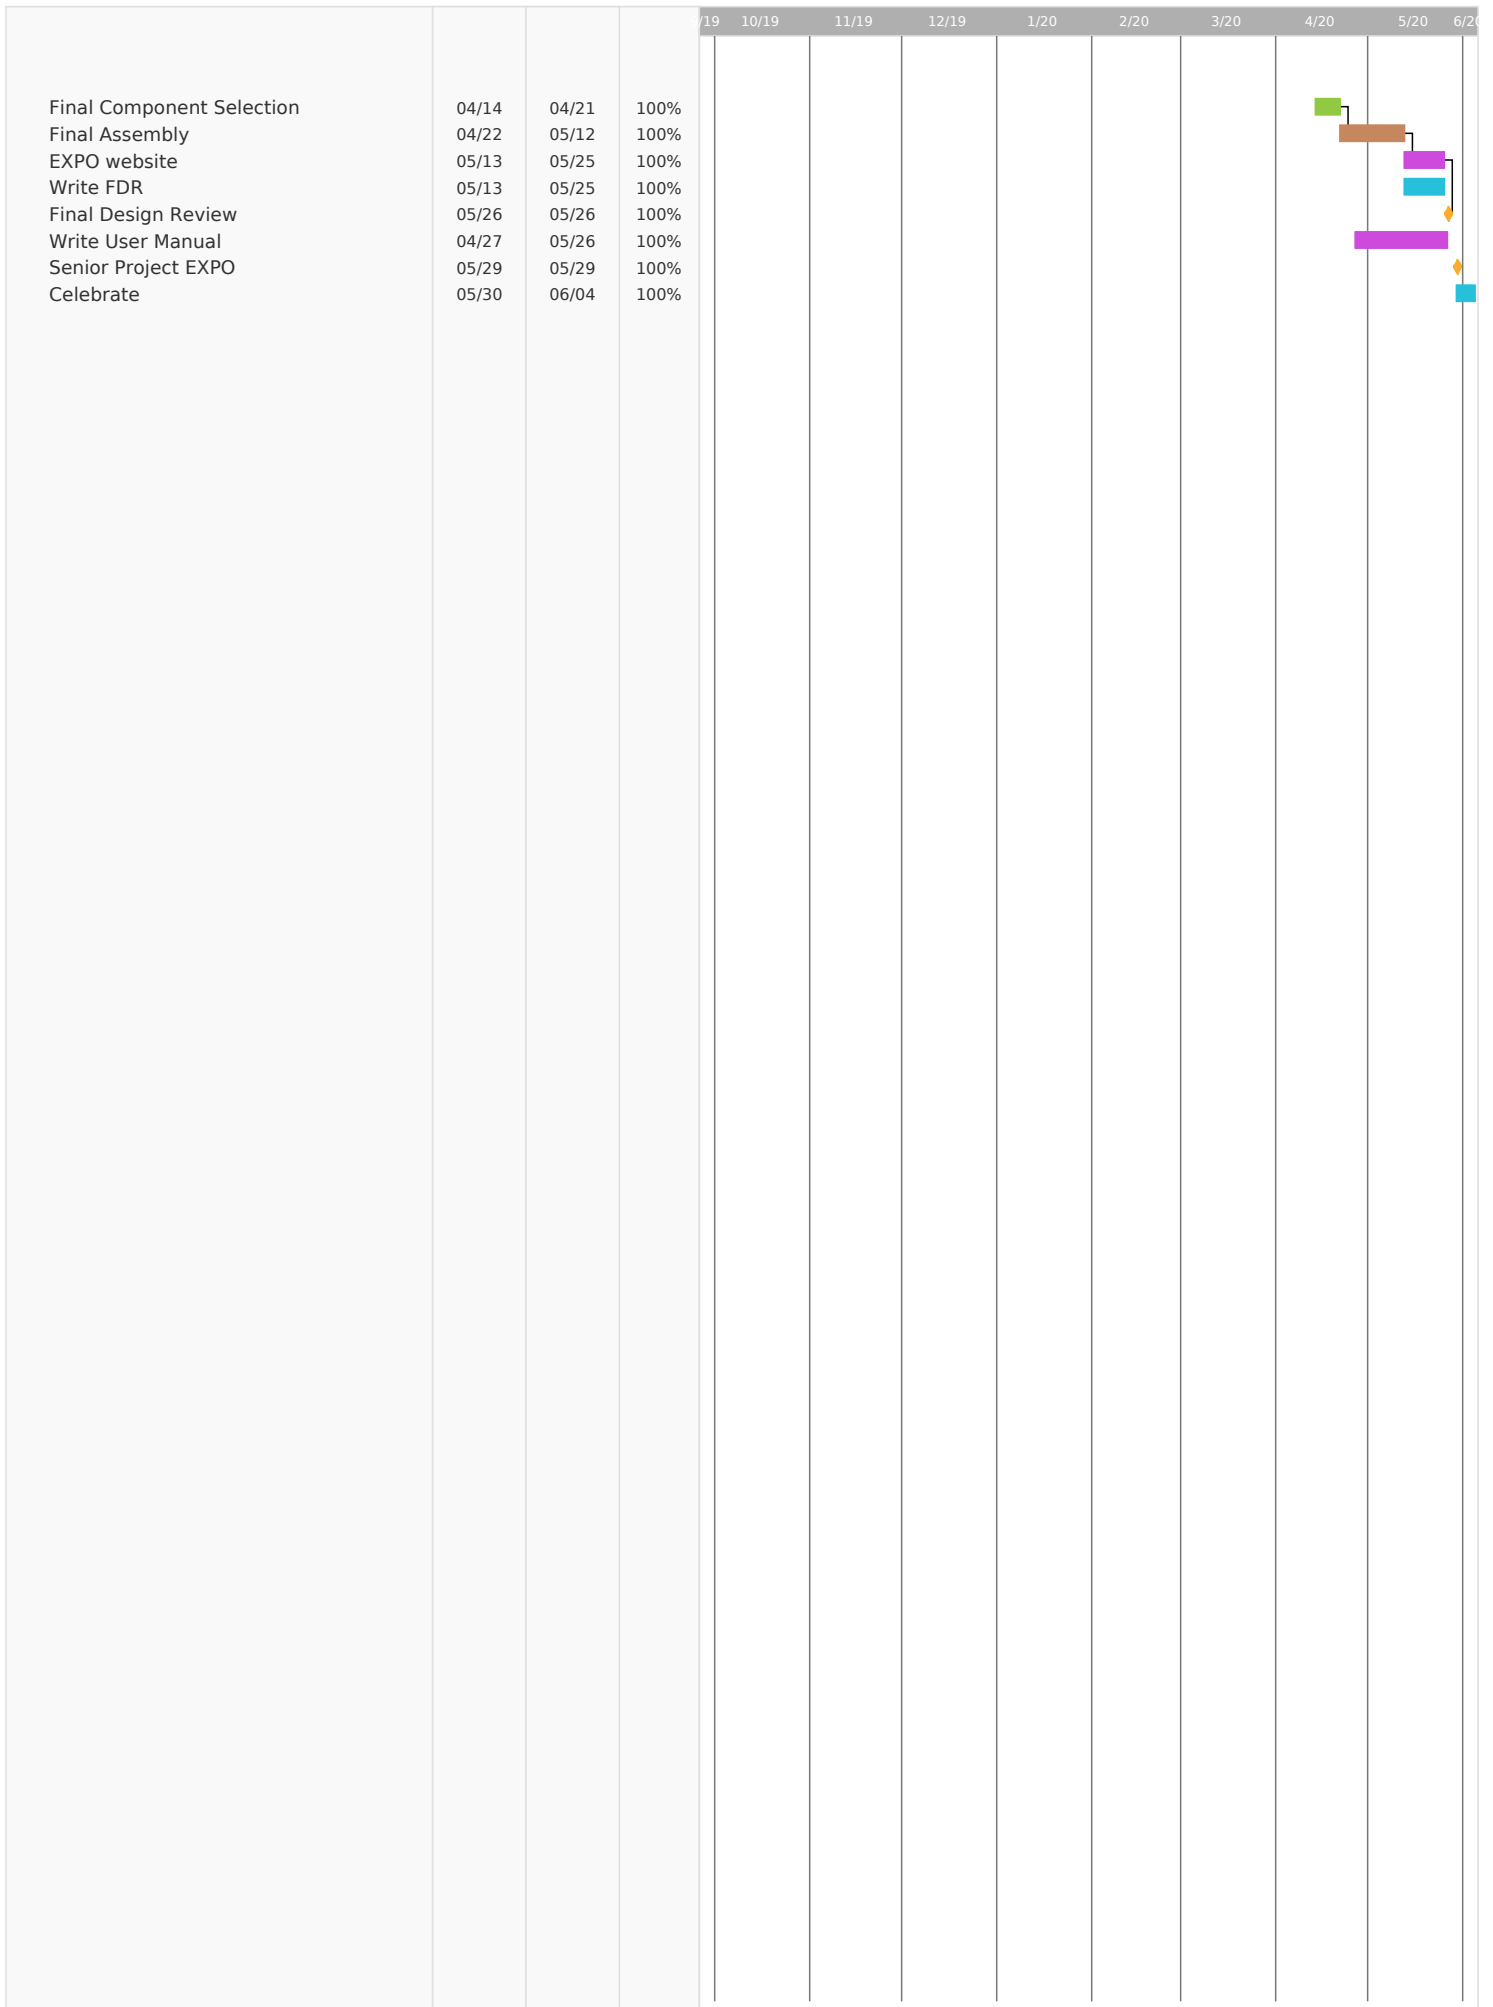 /19 10/19 11/19 12/19 1/20 2/20 3/20 4/20 5/20 6/20
Final Component Selection 04/14 04/21 100%
Final Assembly 04/22 05/12 100%
EXPO website 05/13 05/25 100%
Write FDR 05/13 05/25 100%
Final Design Review 05/26 05/26 100%
Write User Manual 04/27 05/26 100%
Senior Project EXPO 05/29 05/29 100%
Celebrate 05/30 06/04 100%